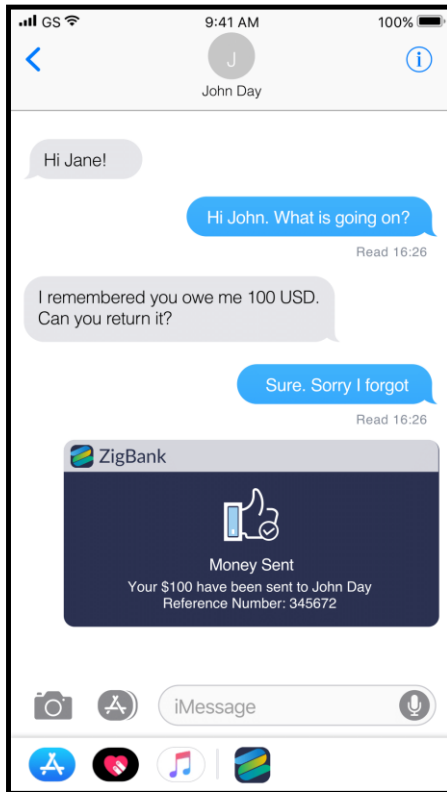 GS 9:41 AM 100%
J
John Day
Hi Jane!
Hi John. What is going on?
Read 16:26
I remembered you owe me 100 USD.
Can you return it?
Sure. Sorry I forgot
Read 16:26
ZigBank
Money Sent
Your $100 have been sent to John Day
Reference Number: 345672
iMessage